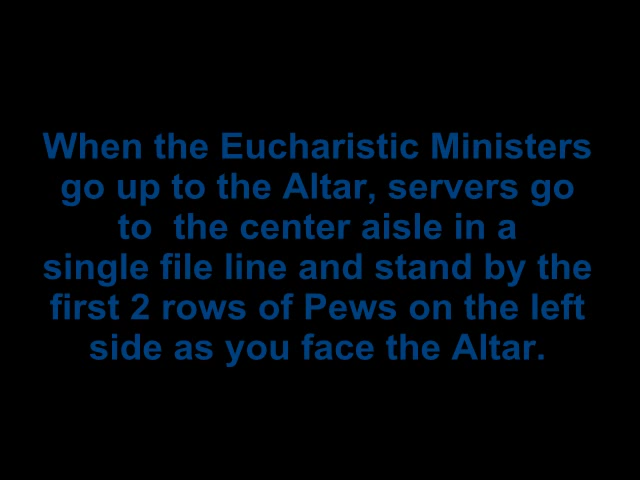 When the Eucharistic Ministers
go up to the Altar, servers go
to  the center aisle in a
single file line and stand by the
first 2 rows of Pews on the left
side as you face the Altar.